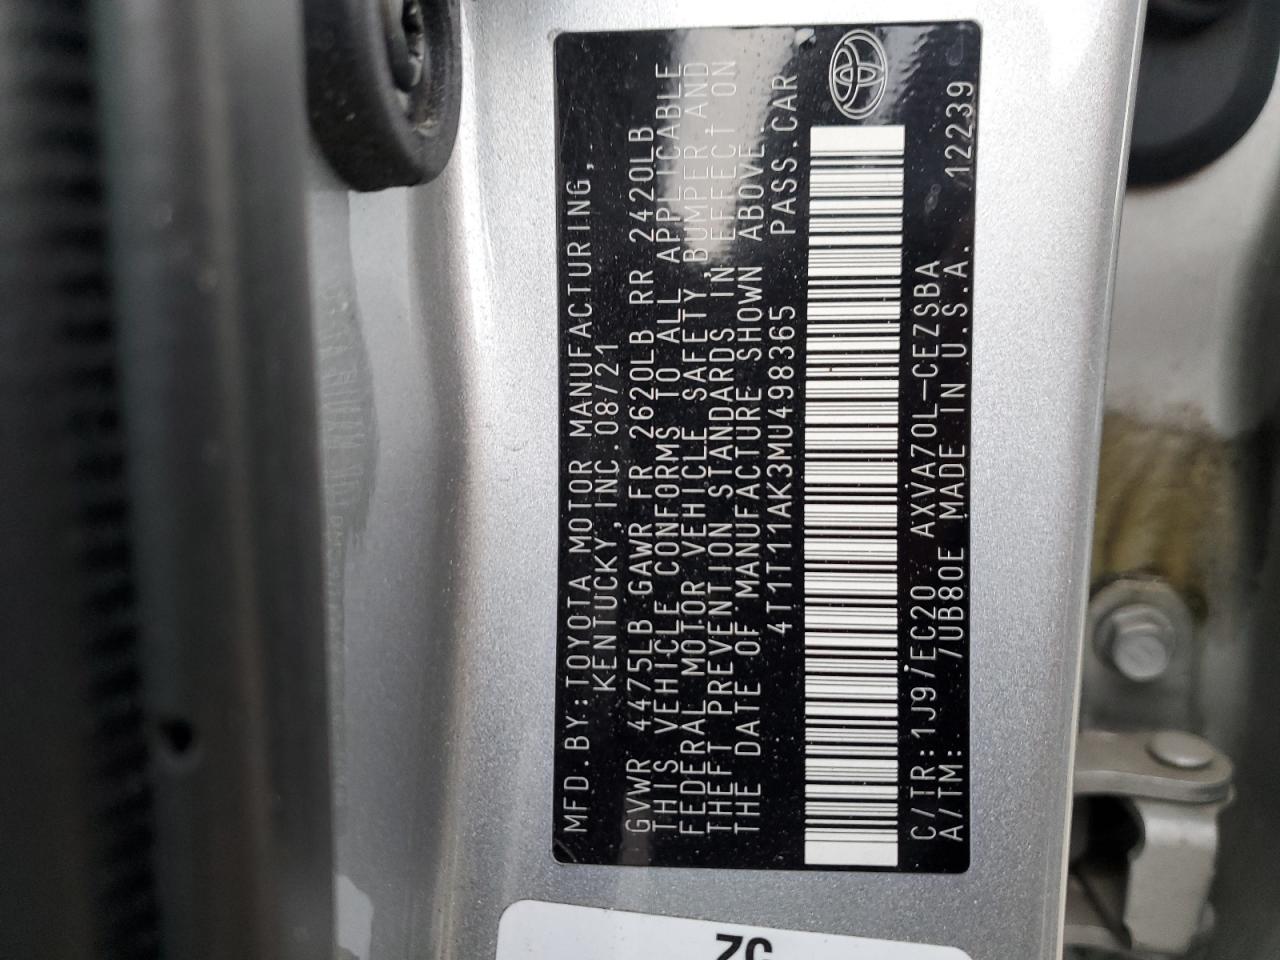 MFD.BY:TOYOTA MOTOR MANUFACTURING,
KENTUCKY,INC.08/21
GVWR 4475LB GAWR FR 2620LB RR 2420LB
THIS VEHICLE CONFORMS TO ALL APPLICABLE
FEDERAL MOTOR VEHICLE SAFETY,BUMPER AND
THEFT PREVENTION STANDARDS IN EFFECT ON
THE DATE OF MANUFACTURE SHOWN ABOVE.
4T1T11AK3MU498365 PASS.CAR
C/TR:1J9/EC20 AXVA70L-CEZSBA
A/TM: /UB80E MADE IN U.S.A. 12239